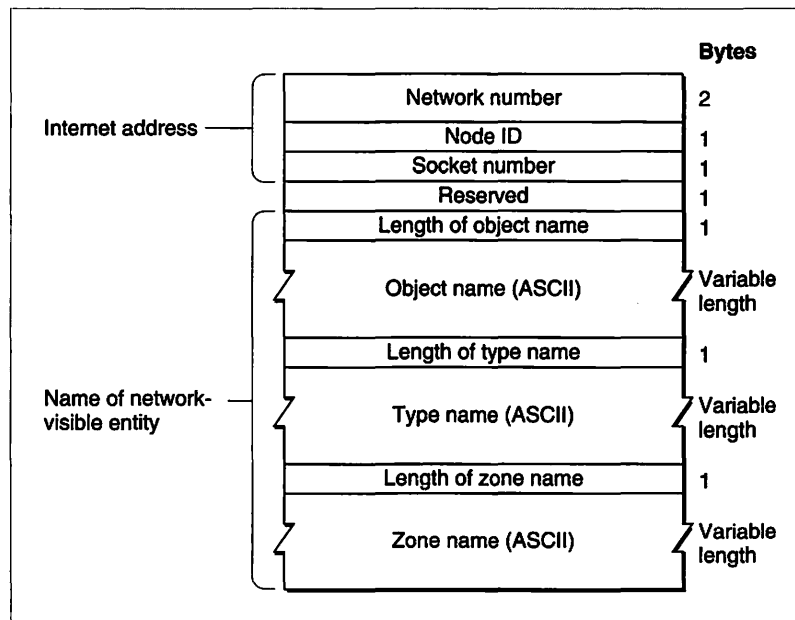 Bytes
Internet address
Network number 2
Node ID 1
Socket number 1
Reserved 1
Name of network-
visible entity
Length of object name 1
Object name (ASCII) Variable
length
Length of type name 1
Type name (ASCII) Variable
length
Length of zone name 1
Zone name (ASCII) Variable
length